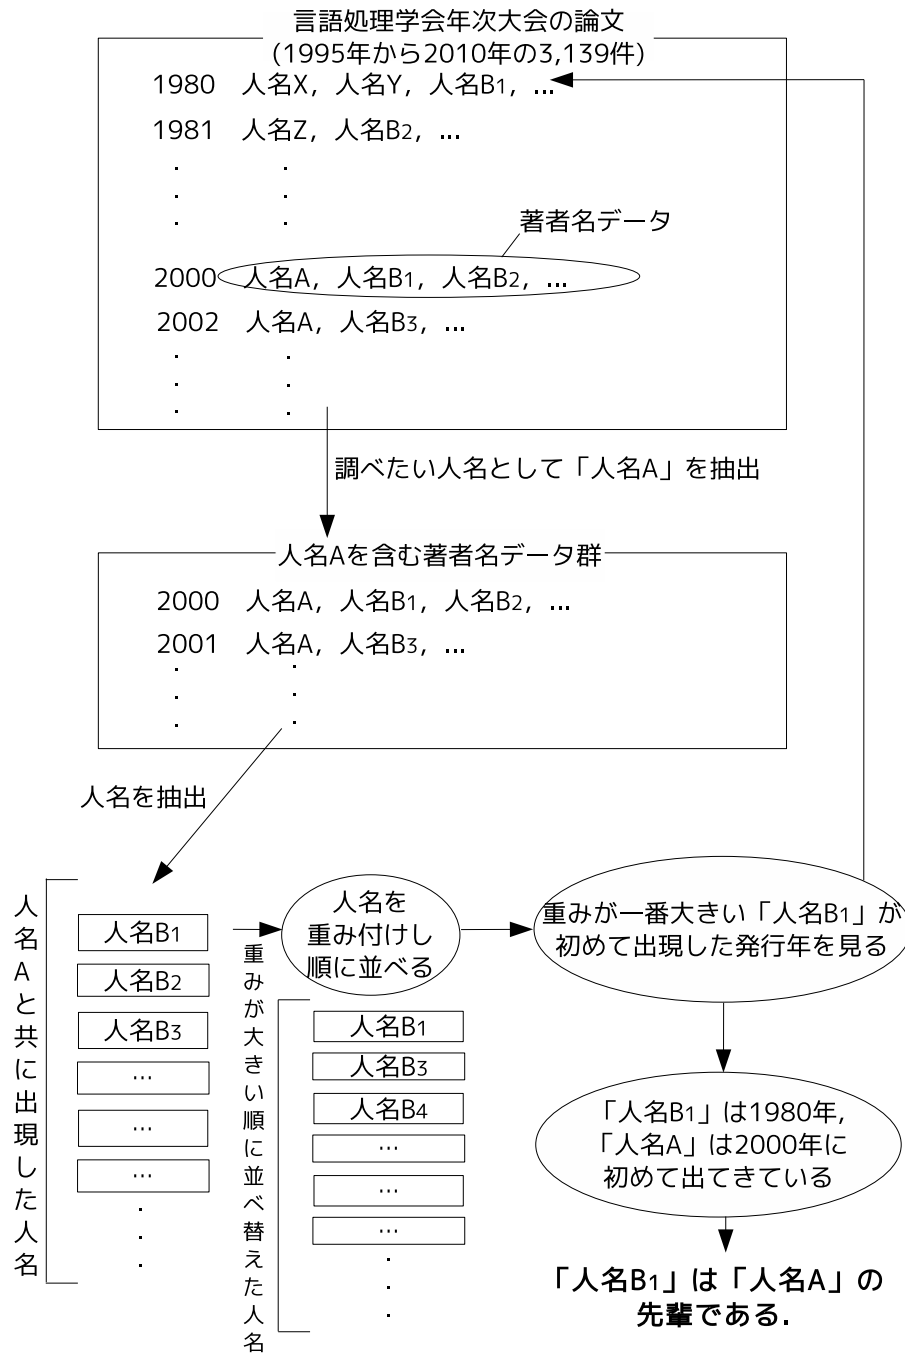 言語処理学会年次大会の論文
(1995年から2010年の3,139件)
1980 人名X, 人名Y, 人名B1, ...
1981 人名Z, 人名B2, ...
著者名データ
2000 人名A, 人名B1, 人名B2, ...
2002 人名A, 人名B3, ...
調べたい人名として「人名A」を抽出
人名Aを含む著者名データ群
2000 人名A, 人名B1, 人名B2, ...
2001 人名A, 人名B3, ...
人名を抽出
人名Aと共に出現した人名
人名B1
人名B2
人名B3
...
...
...
人名を
重み付けし
順に並べる
重みが大きい順に並べ替えた人名
人名B1
人名B3
人名B4
...
...
...
重みが一番大きい「人名B1」が
初めて出現した発行年を見る
「人名B1」は1980年,
「人名A」は2000年に
初めて出てきている
「人名B1」は「人名A」の
先輩である.